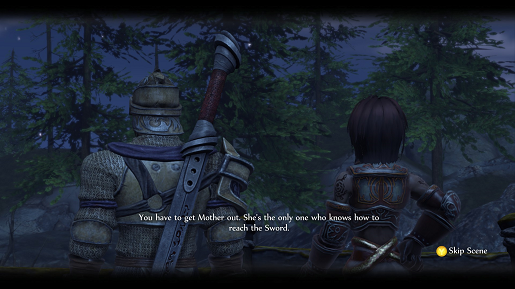 You have to get Mother out. She's the only one who knows how to
reach the Sword.
Skip Scene